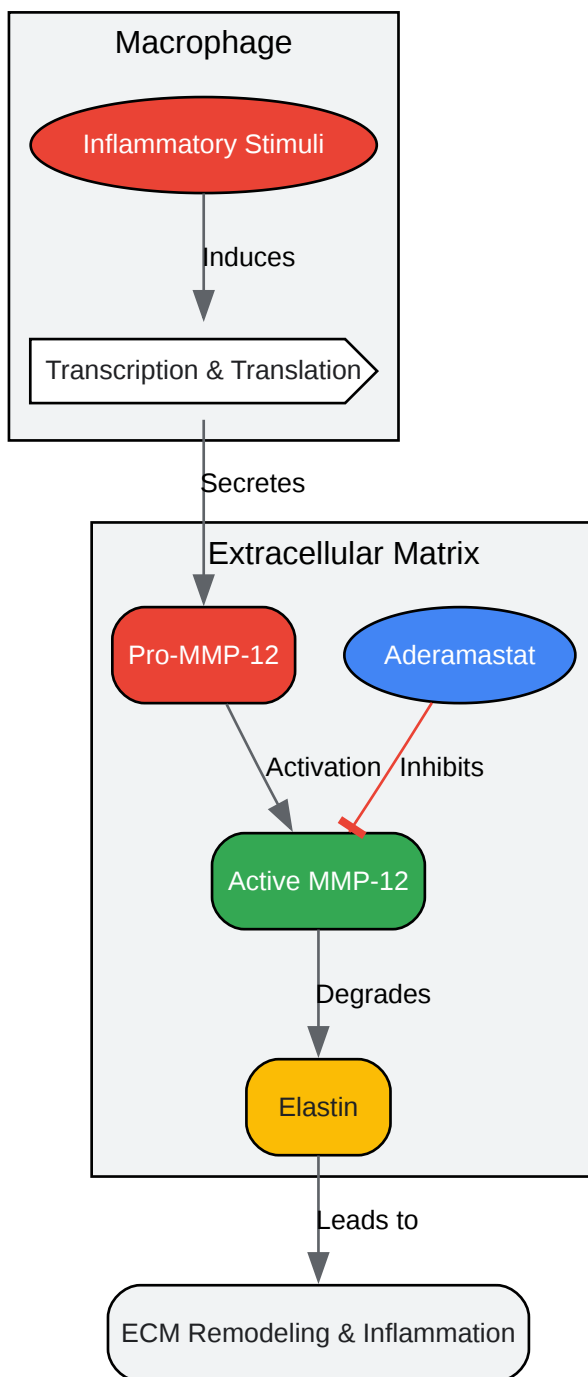 Macrophage
Inflammatory Stimuli
Induces
Transcription & Translation
Secretes
Extracellular Matrix
Pro-MMP-12
Aderamastat
Activation
Inhibits
Active MMP-12
Degrades
Elastin
Leads to
ECM Remodeling & Inflammation